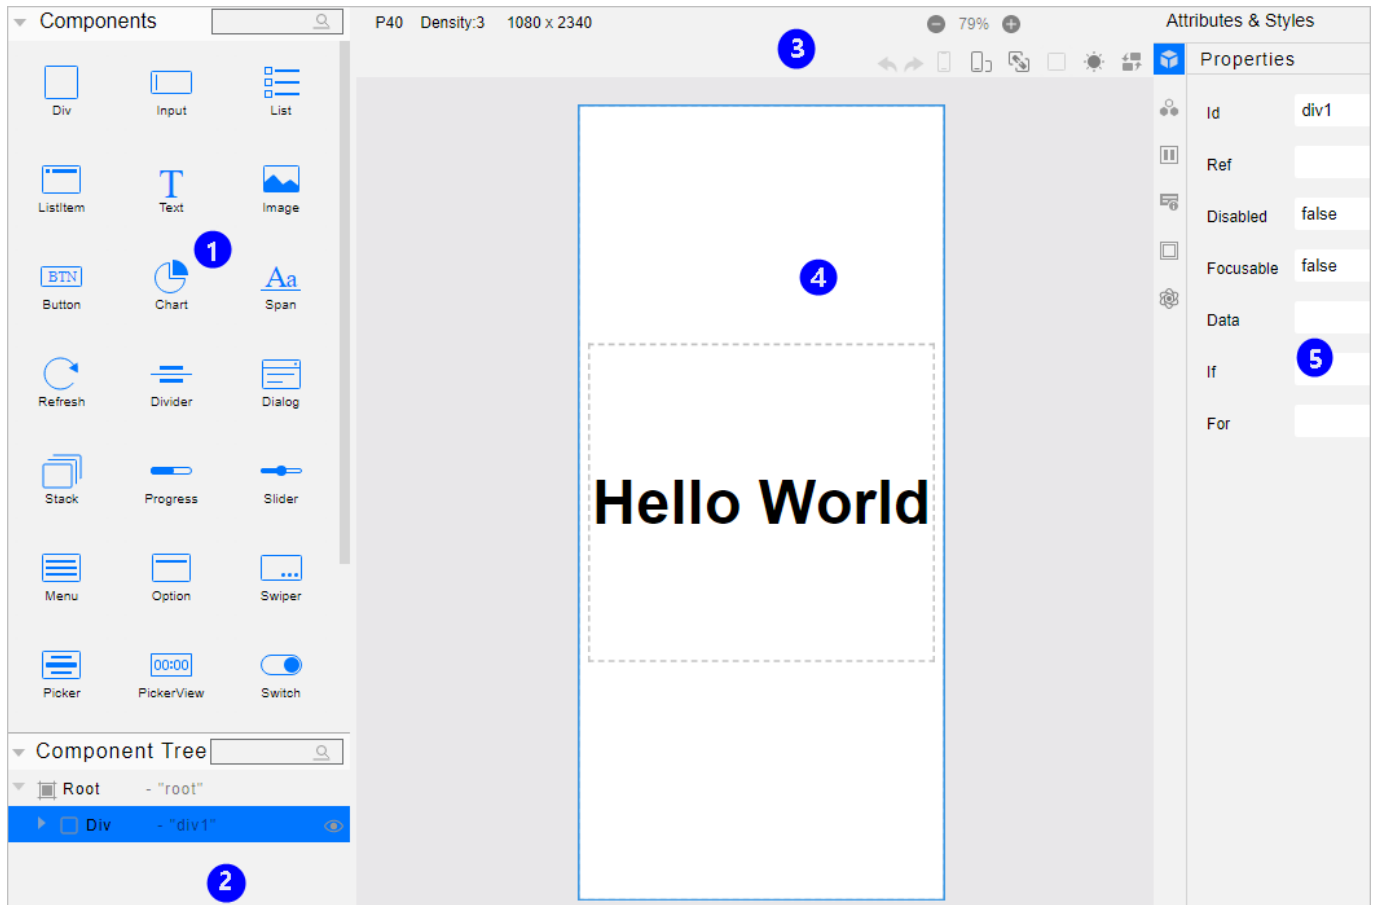 Components
P40 Density:3 1080 x 2340
79%
Attributes & Styles
3
Properties
Div Input List
Id div1
Ref
T
ListItem Text Image
Disabled false
1
BTN Aa
Button Chart Span
4
Focusable false
Data
5
If
Refresh Divider Dialog
For
Stack Progress Slider
Hello World
Menu Option Swiper
00:00
Picker PickerView Switch
Component Tree
Root - "root"
Div - "div1"
2